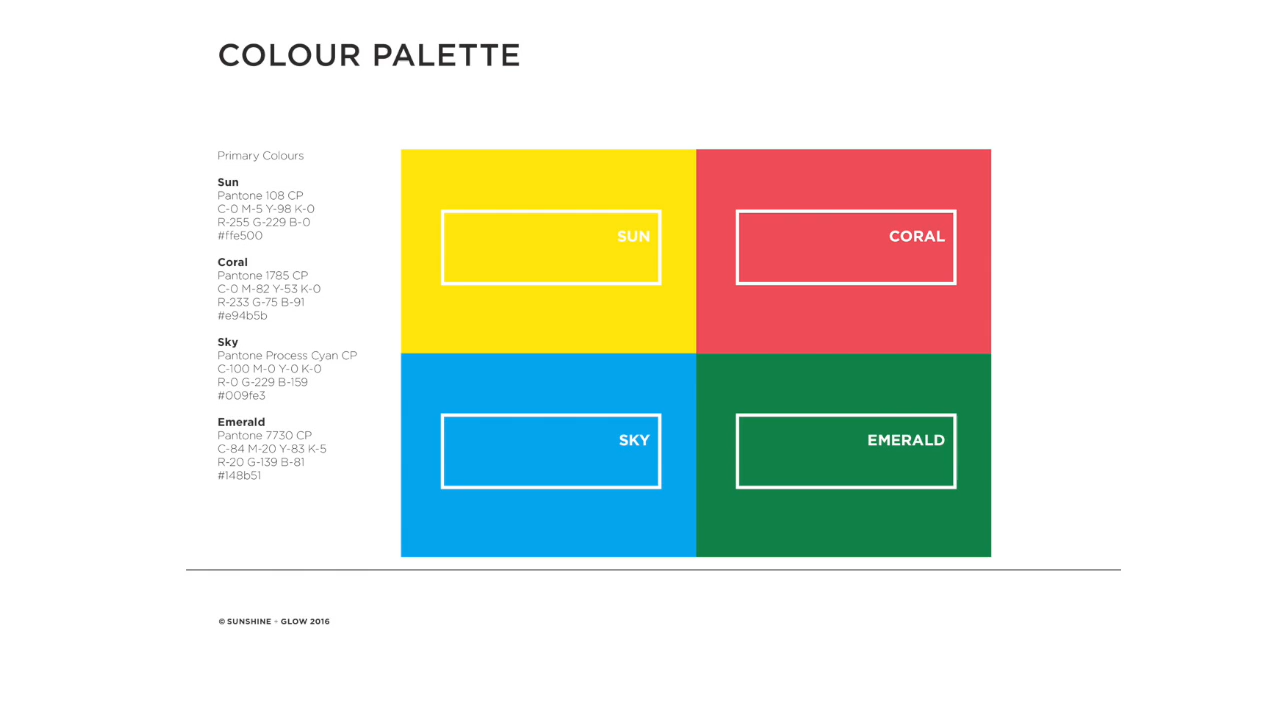 COLOUR PALETTE
Primary Colours
Sun
Pantone 108 CP
C-0 M-5 Y-98 K-0
R-255 G-229 B-0
#ffe500
Coral
Pantone 1785 CP
C-0 M-82 Y-53 K-0
R-233 G-75 B-91
#e94b5b
Sky
Pantone Process Cyan CP
C-100 M-0 Y-0 K-0
R-0 G-229 B-159
#009fe3
Emerald
Pantone 7730 CP
C-84 M-20 Y-83 K-5
R-20 G-139 B-81
#148b51
SUN
CORAL
SKY
EMERALD
© SUNSHINE - GLOW 2016